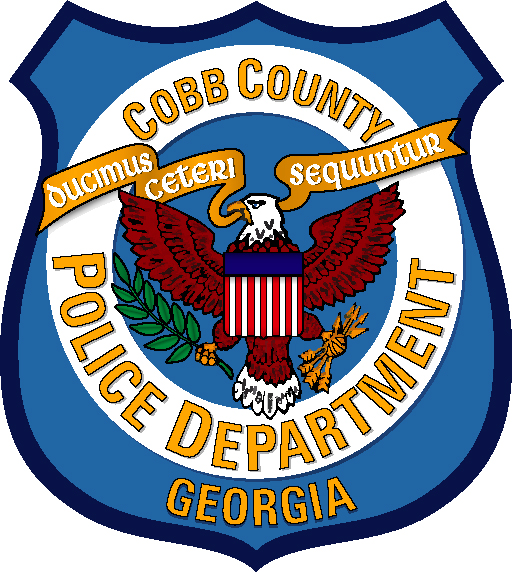 COBB COUNTY
DUCIMUS CETERI SEQUUNTUR
POLICE DEPARTMENT
GEORGIA